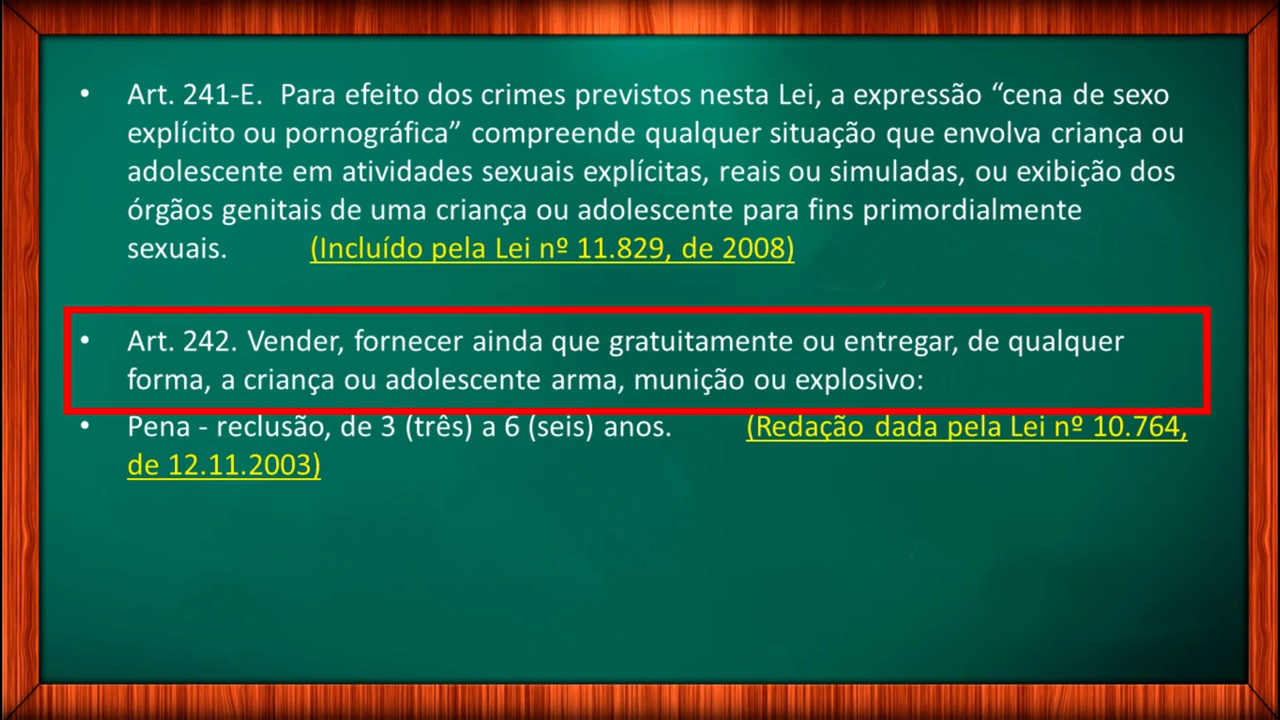 • Art. 241-E.  Para efeito dos crimes previstos nesta Lei, a expressão “cena de sexo
explícito ou pornográfica” compreende qualquer situação que envolva criança ou
adolescente em atividades sexuais explícitas, reais ou simuladas, ou exibição dos
órgãos genitais de uma criança ou adolescente para fins primordialmente
sexuais. (Incluído pela Lei nº 11.829, de 2008)
• Art. 242. Vender, fornecer ainda que gratuitamente ou entregar, de qualquer
forma, a criança ou adolescente arma, munição ou explosivo:
• Pena - reclusão, de 3 (três) a 6 (seis) anos. (Redação dada pela Lei nº 10.764,
de 12.11.2003)